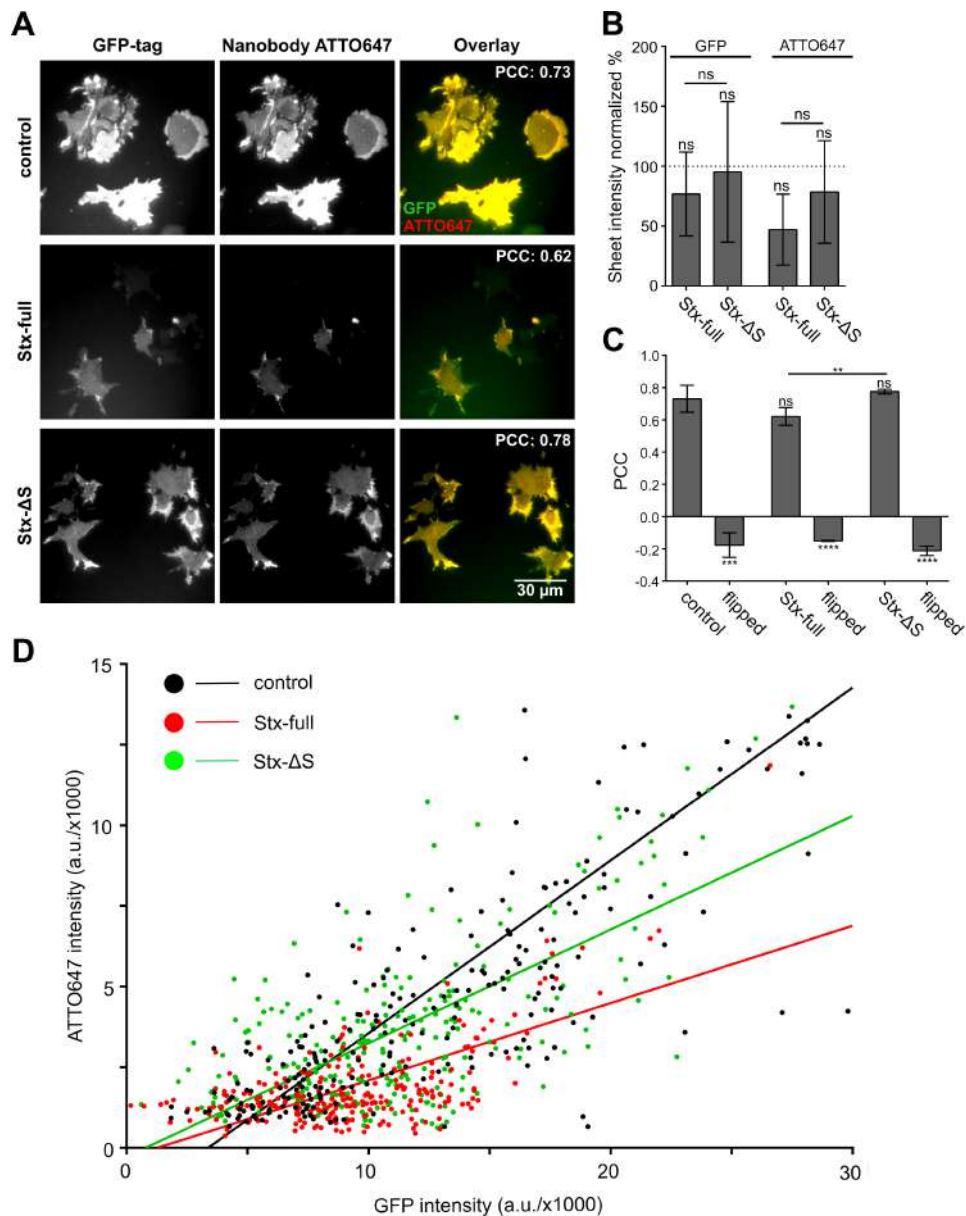 A
GFP-tag
Nanobody ATTO647
Overlay
control
PCC: 0.73
GFP
ATTO647
Stx-full
PCC: 0.62
Stx-ΔS
PCC: 0.78
30 µm
B
GFP
ATTO647
Sheet intensity normalized %
200
150
100
50
0
ns
ns
ns
ns
ns
ns
Stx-full
Stx-ΔS
Stx-full
Stx-ΔS
C
PCC
1.0
0.8
0.6
0.4
0.2
0.0
-0.2
-0.4
**
ns
ns
***
****
****
control
flipped
Stx-full
flipped
Stx-ΔS
flipped
D
control
Stx-full
Stx-ΔS
ATTO647 intensity (a.u./x1000)
15
10
5
0
0
10
20
30
GFP intensity (a.u./x1000)